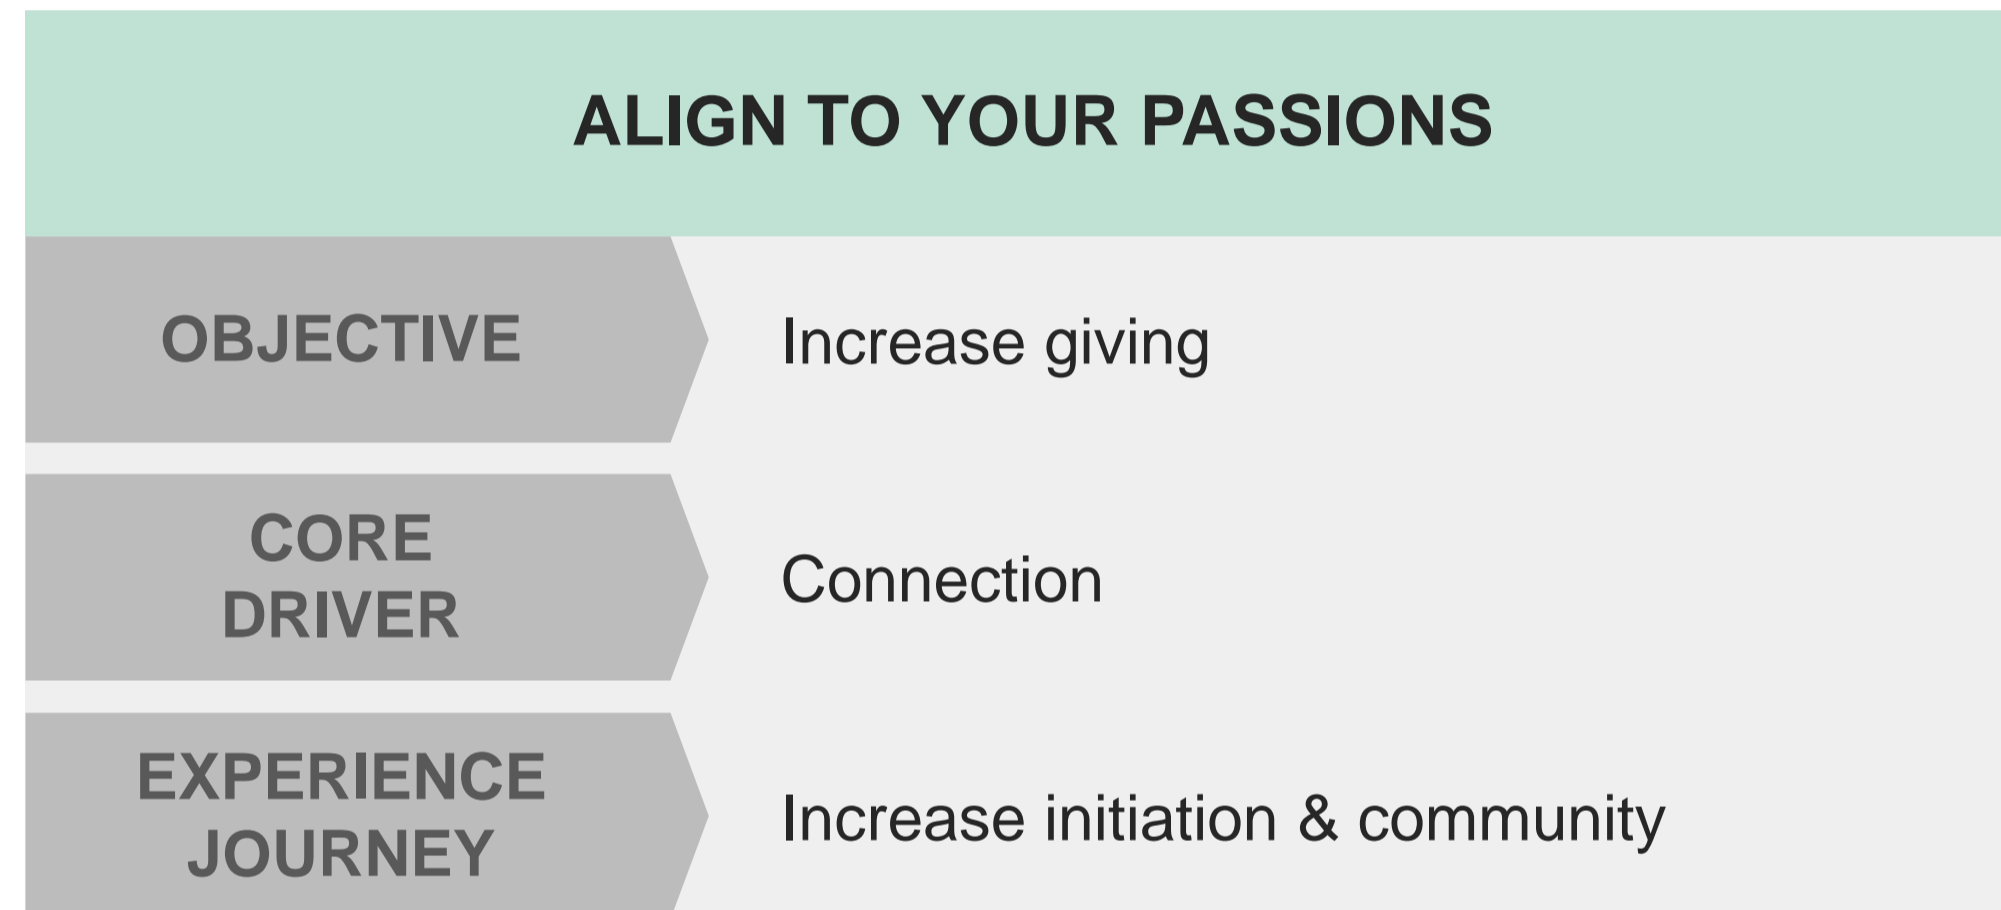 ALIGN TO YOUR PASSIONS
OBJECTIVE
Increase giving
CORE
DRIVER
Connection
EXPERIENCE
JOURNEY
Increase initiation & community